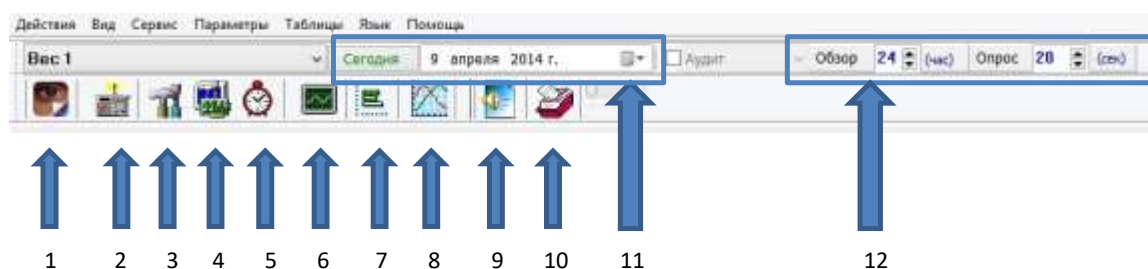 Действия Вид Сервис Параметры Таблицы Язык Помощь
Вес 1 Сегодня 9 апреля 2014 г. Аудит Обзор 24 (час) Опрос 20 (сек)
1 2 3 4 5 6 7 8 9 10 11 12